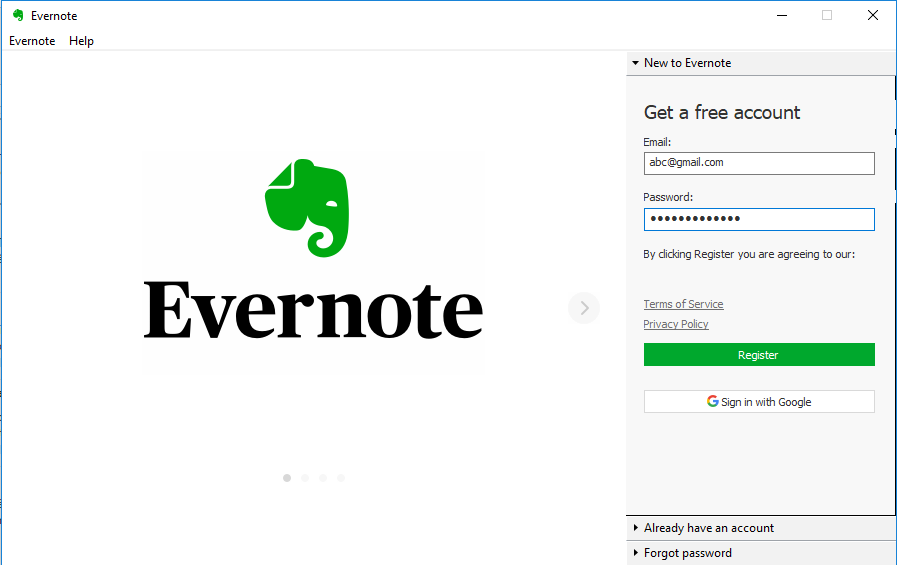 Evernote
Evernote Help
New to Evernote
Evernote
Get a free account
Email:
abc@gmail.com
Password:
•••••••••••••
By clicking Register you are agreeing to our:
Terms of Service
Privacy Policy
Register
Sign in with Google
Already have an account
Forgot password